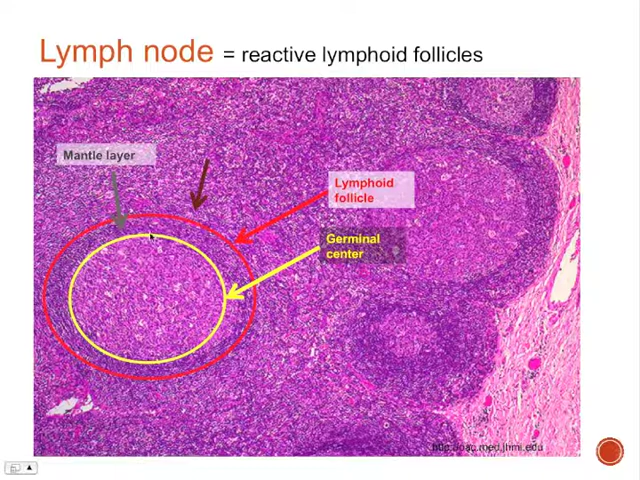 Lymph node = reactive lymphoid follicles
Mantle layer
Lymphoid
follicle
Germinal
center